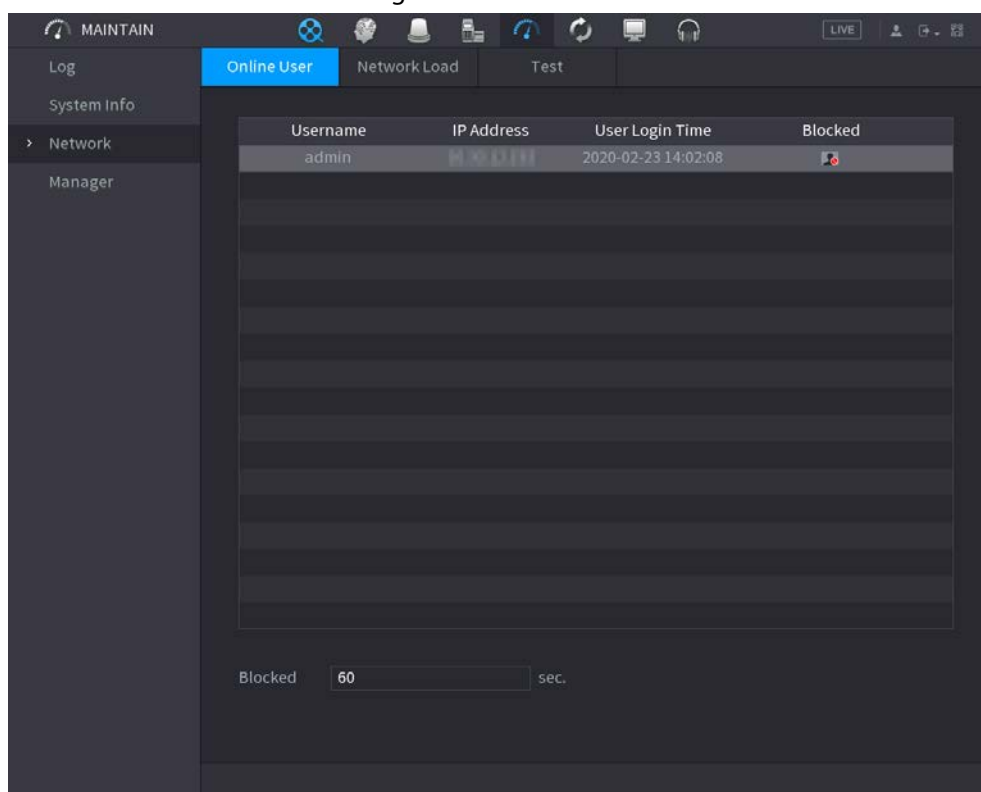 MAINTAIN LIVE
Log
System Info
Network
Manager
Online User Network Load Test
Username IP Address User Login Time Blocked
admin 2020-02-23 14:02:08
Blocked 60 sec.